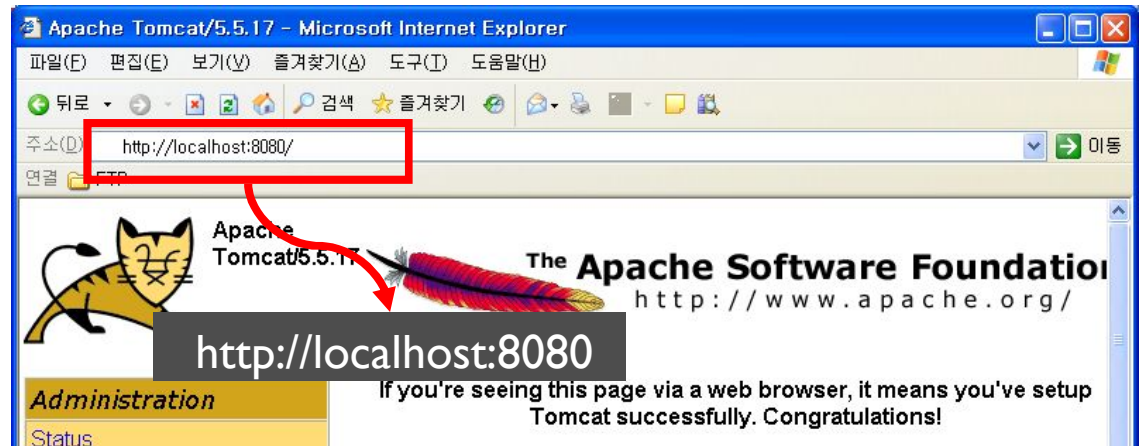 Apache Tomcat/5.5.17 - Microsoft Internet Explorer
파일(F) 편집(E) 보기(V) 즐겨찾기(A) 도구(T) 도움말(H)
뒤로 검색 즐겨찾기
주소(D) http://localhost:8080/ 이동
연결 FTP
Apache
Tomcat/5.5.17
The Apache Software Foundation
http://www.apache.org/
http://localhost:8080
Administration
If you're seeing this page via a web browser, it means you've setup
Tomcat successfully. Congratulations!
Status